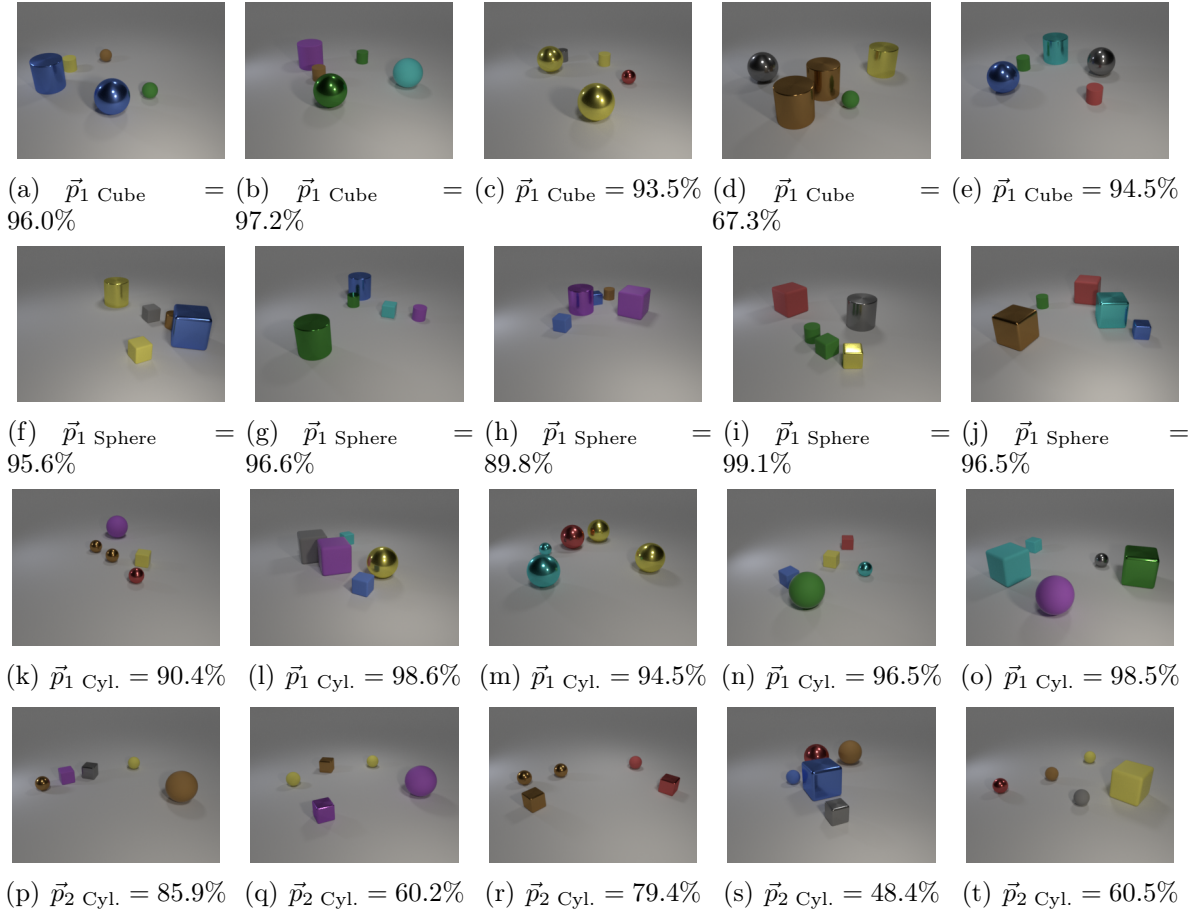 (a) p⃗₁ Cube =
96.0%
(b) p⃗₁ Cube =
97.2%
(c) p⃗₁ Cube = 93.5%
(d) p⃗₁ Cube =
67.3%
(e) p⃗₁ Cube = 94.5%
(f) p⃗₁ Sphere =
95.6%
(g) p⃗₁ Sphere =
96.6%
(h) p⃗₁ Sphere =
89.8%
(i) p⃗₁ Sphere =
99.1%
(j) p⃗₁ Sphere =
96.5%
(k) p⃗₁ Cyl. = 90.4%
(l) p⃗₁ Cyl. = 98.6%
(m) p⃗₁ Cyl. = 94.5%
(n) p⃗₁ Cyl. = 96.5%
(o) p⃗₁ Cyl. = 98.5%
(p) p⃗₂ Cyl. = 85.9%
(q) p⃗₂ Cyl. = 60.2%
(r) p⃗₂ Cyl. = 79.4%
(s) p⃗₂ Cyl. = 48.4%
(t) p⃗₂ Cyl. = 60.5%